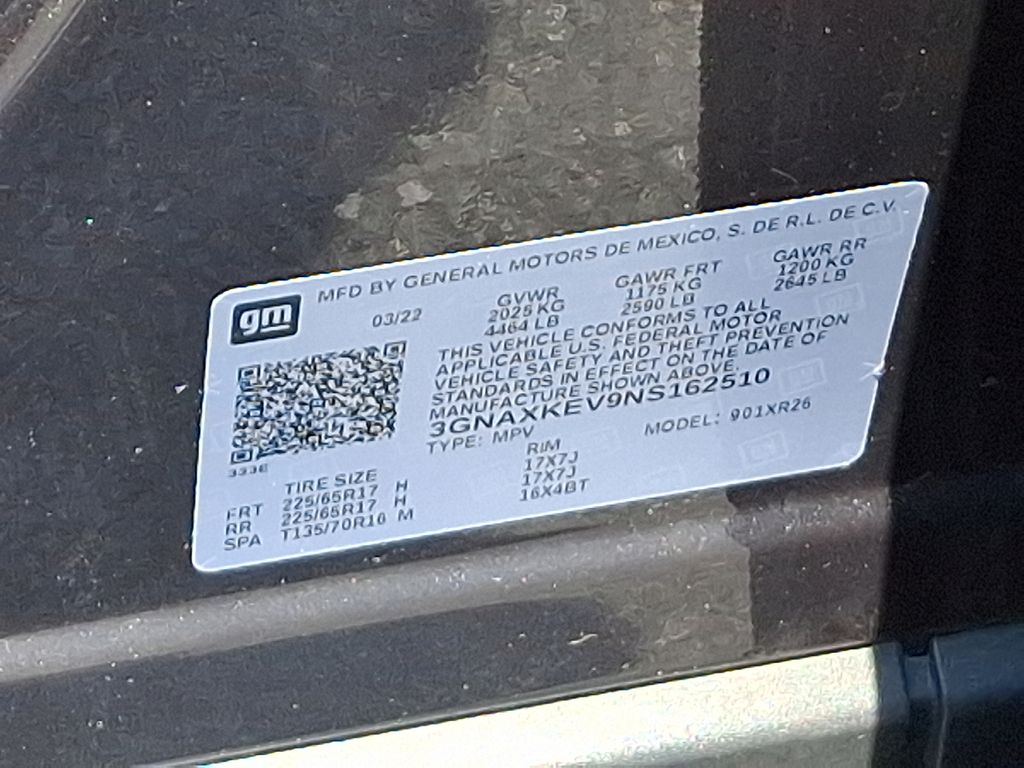 MFD BY GENERAL MOTORS DE MEXICO, S. DE R.L. DE C.V.
gm
03/22
GVWR GAWR FRT GAWR RR
2025 KG 1175 KG 1200 KG
4464 LB 2590 LB 2645 LB
THIS VEHICLE CONFORMS TO ALL
APPLICABLE U.S. FEDERAL MOTOR
VEHICLE SAFETY AND THEFT PREVENTION
STANDARDS IN EFFECT ON THE DATE OF
MANUFACTURE SHOWN ABOVE.
3GNAXKEV9NS162510
TYPE: MPV MODEL: 901XR26
333E
TIRE SIZE RIM
FRT 225/65R17 H 17X7J
RR 225/65R17 H 17X7J
SPA T135/70R16 M 16X4BT